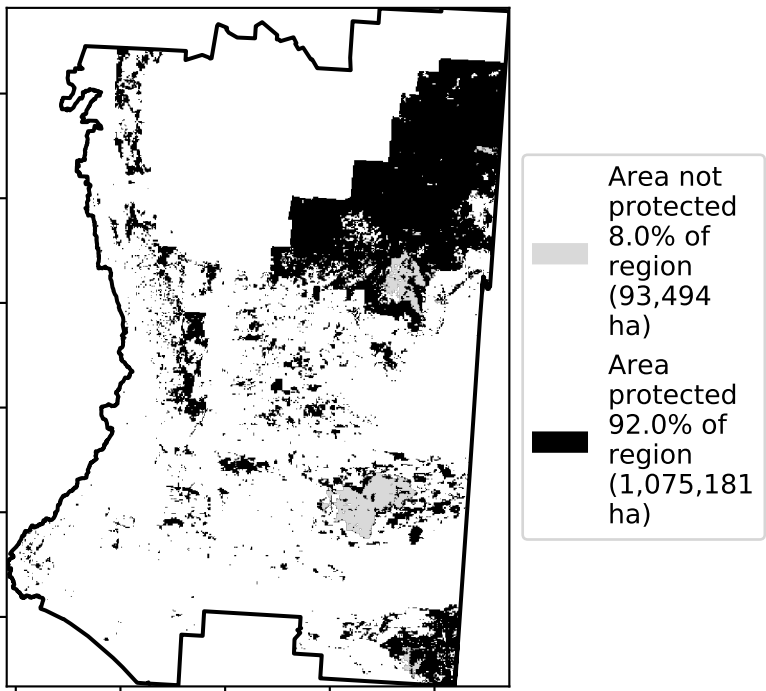 Area not
protected
8.0% of
region
(93,494
ha)
Area
protected
92.0% of
region
(1,075,181
ha)